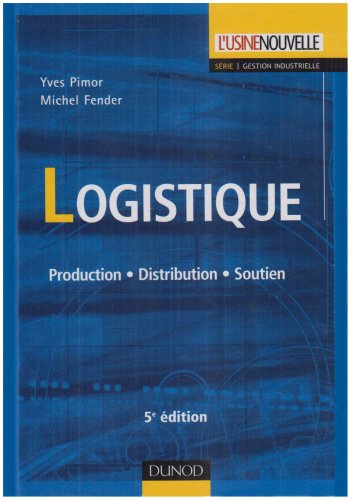 L'USINENOUVELLE
SÉRIE | GESTION INDUSTRIELLE
Yves Pimor
Michel Fender
LOGISTIQUE
Production • Distribution • Soutien
5e édition
DUNOD